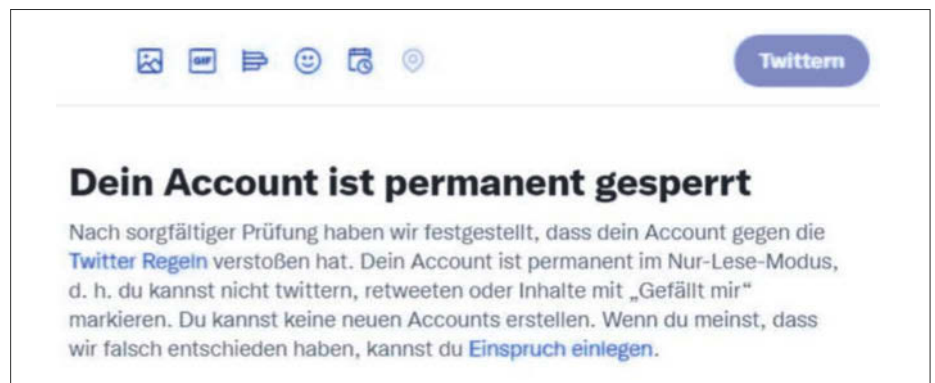 GIF
Twittern
Dein Account ist permanent gesperrt
Nach sorgfältiger Prüfung haben wir festgestellt, dass dein Account gegen die
Twitter Regeln verstoßen hat. Dein Account ist permanent im Nur-Lese-Modus,
d. h. du kannst nicht twittern, retweeten oder Inhalte mit „Gefällt mir“
markieren. Du kannst keine neuen Accounts erstellen. Wenn du meinst, dass
wir falsch entschieden haben, kannst du Einspruch einlegen.